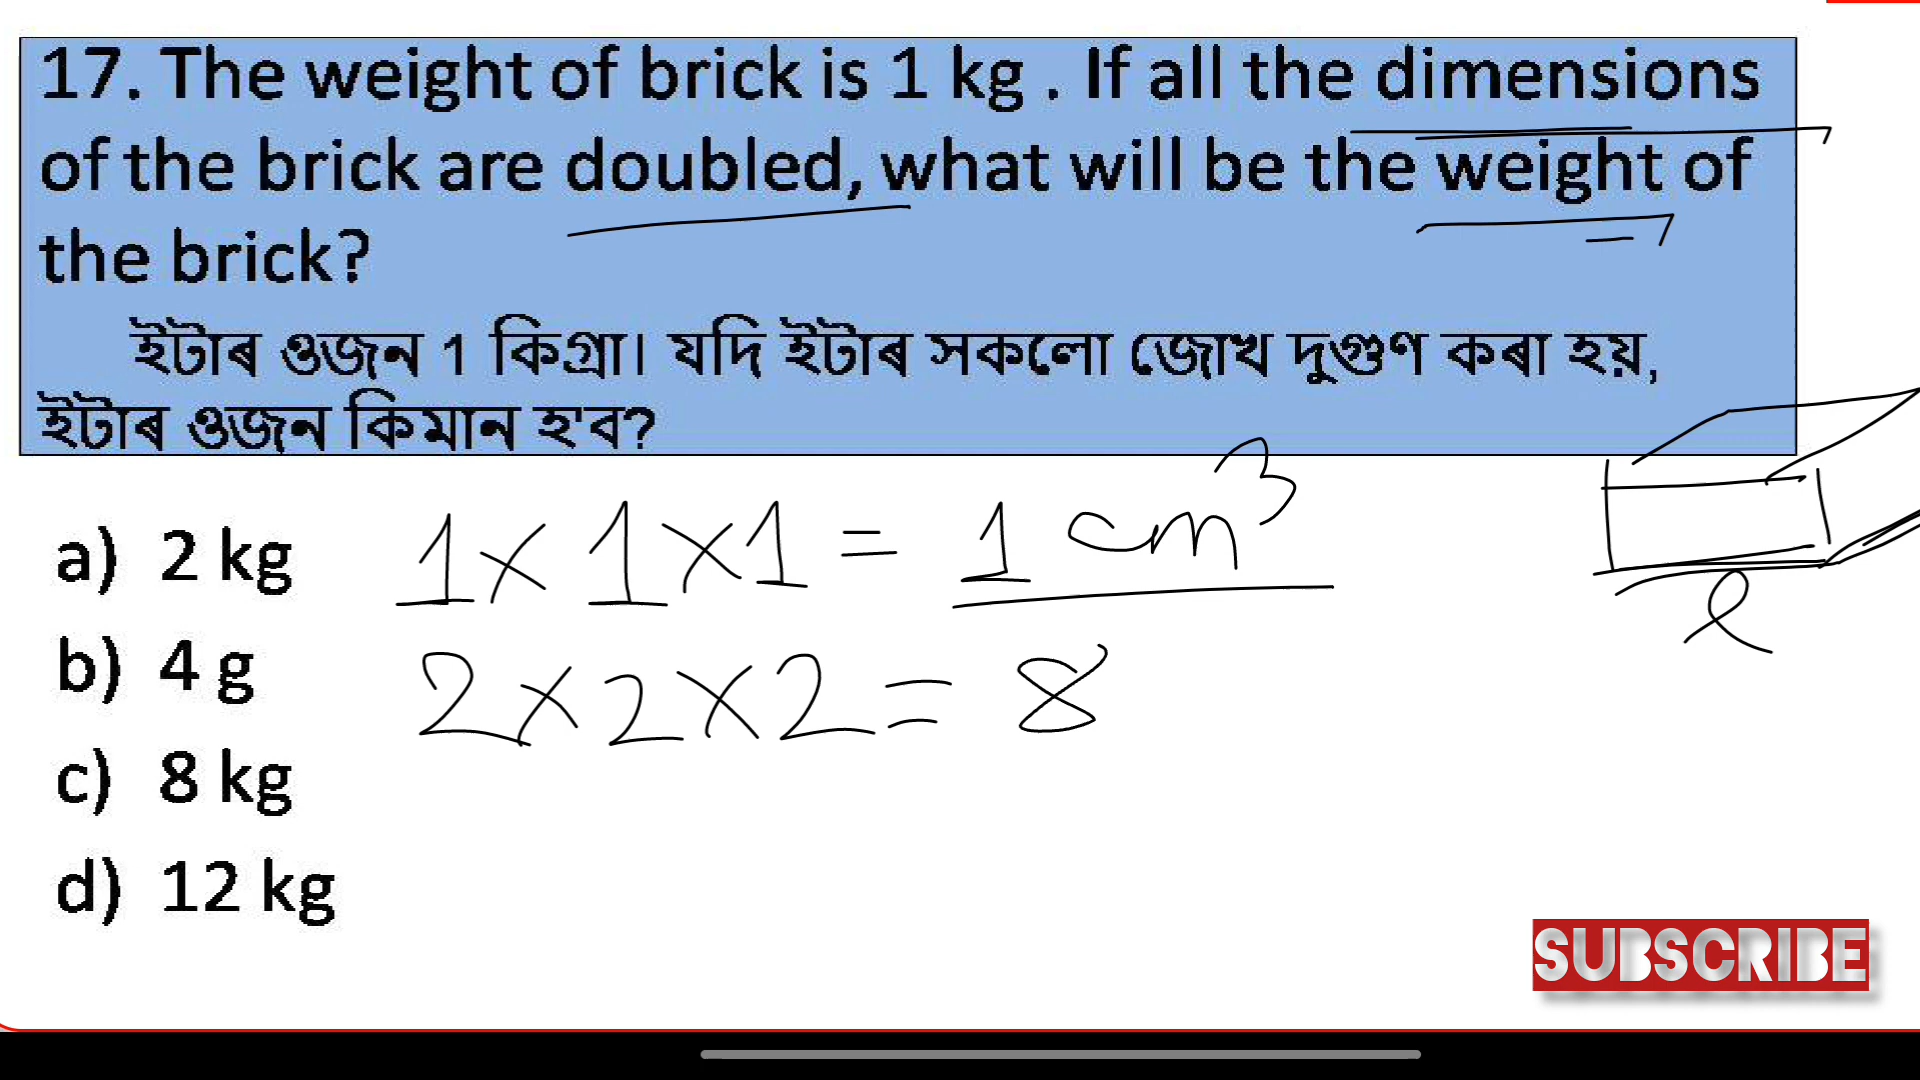 17. The weight of brick is 1 kg . If all the dimensions
of the brick are doubled, what will be the weight of
the brick?
ইটাৰ ওজন 1 কিগ্ৰা। যদি ইটাৰ সকলো জোখ দুগুণ কৰা হয়,
ইটাৰ ওজন কিমান হ'ব?
a) 2 kg
1 x 1 x 1 = 1 cm³
b) 4 g
2 x 2 x 2 = 8
l
c) 8 kg
d) 12 kg
SUBSCRIBE